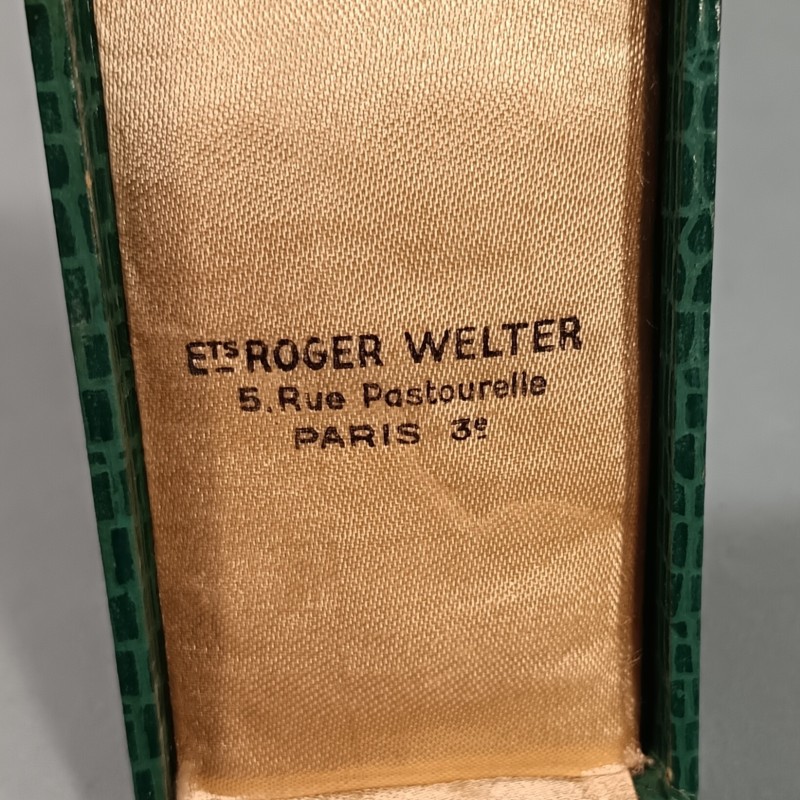 ETS ROGER WELTER
5, Rue Pastourelle
PARIS 3e